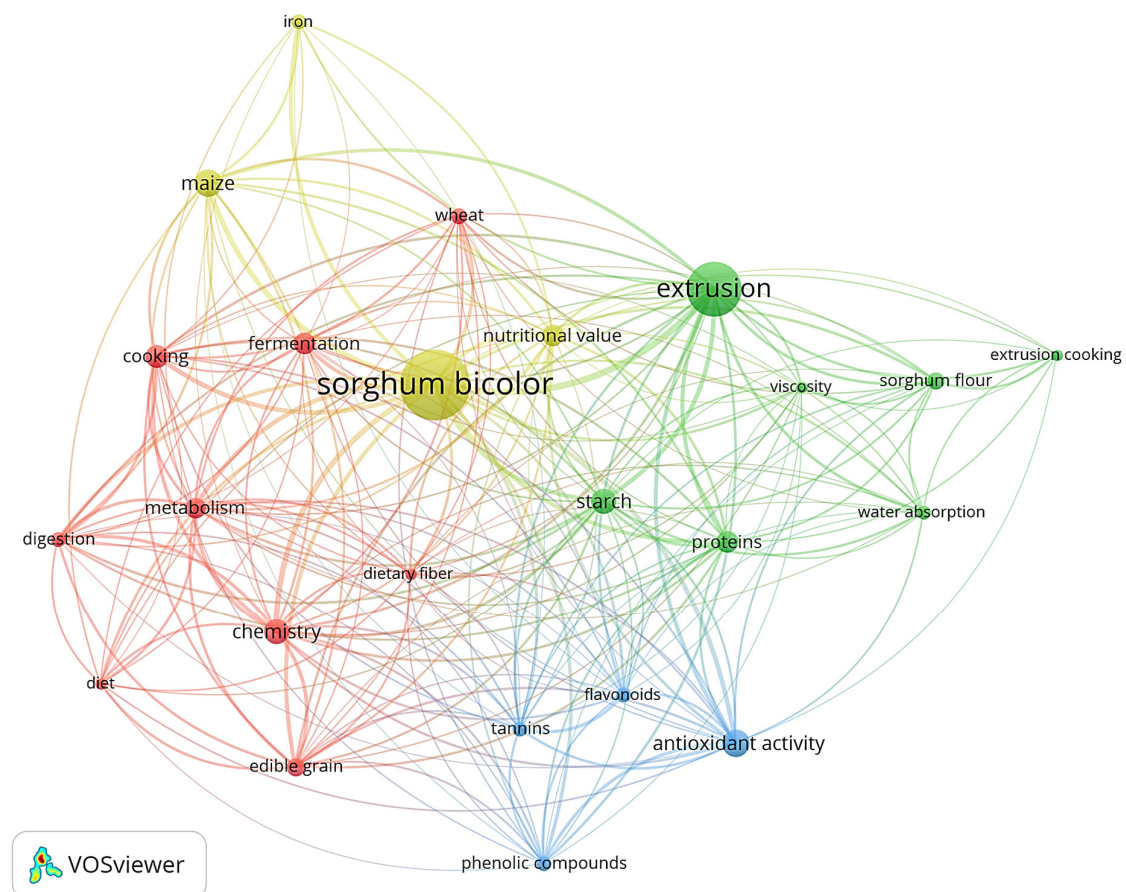 iron
maize
wheat
extrusion
nutritional value
fermentation
cooking
extrusion cooking
sorghum bicolor
sorghum flour
viscosity
starch
metabolism
water absorption
digestion
proteins
dietary fiber
chemistry
diet
flavonoids
tannins
antioxidant activity
edible grain
phenolic compounds
VOSviewer